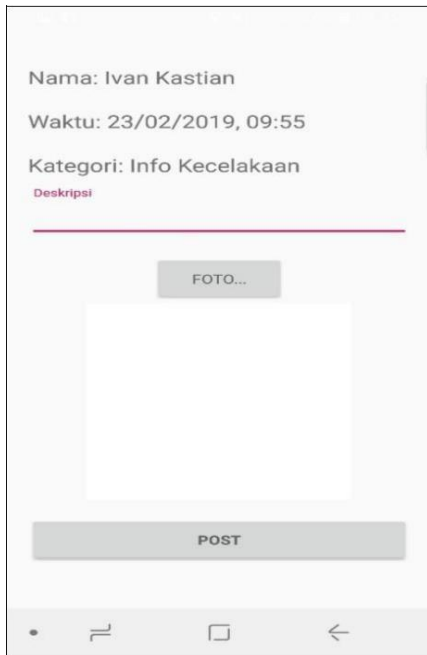 Nama: Ivan Kastian
Waktu: 23/02/2019, 09:55
Kategori: Info Kecelakaan
Deskripsi
FOTO...
POST